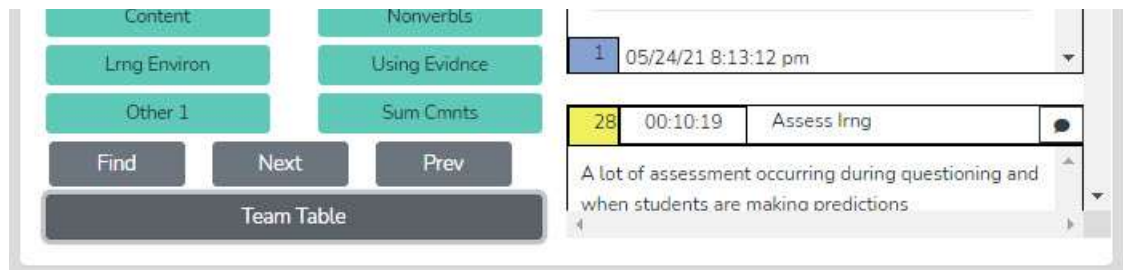 Content
Nonverbls
Lrng Environ
Using Evidnce
Other 1
Sum Cmnts
Find
Next
Prev
Team Table
1 05/24/21 8:13:12 pm
28 00:10:19 Assess lrng
A lot of assessment occurring during questioning and
when students are making predictions